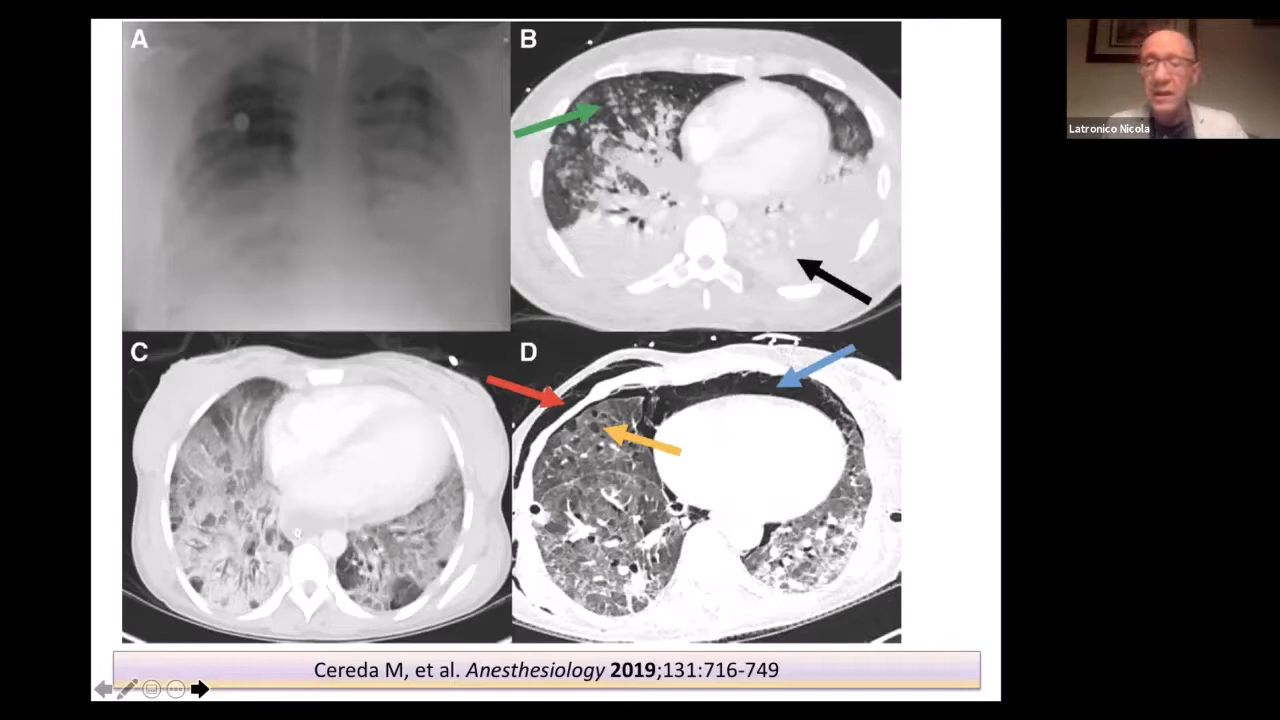 A
B
C
D
Cereda M, et al. Anesthesiology 2019;131:716-749
Latronico Nicola